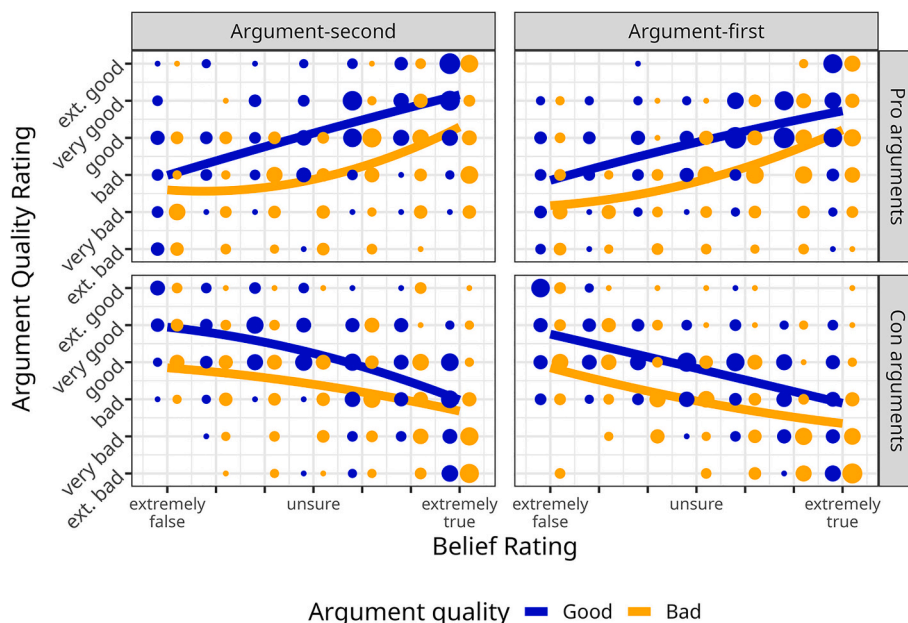 Argument-second
Argument-first
ext. good
very good
good
bad
very bad
ext. bad
Pro arguments
ext. good
very good
good
bad
very bad
ext. bad
Con arguments
Argument Quality Rating
extremely
false
unsure
extremely
true
extremely
false
unsure
extremely
true
Belief Rating
Argument quality Good Bad